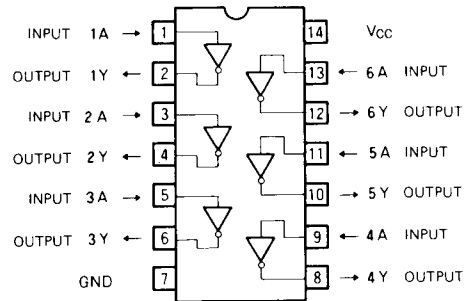 INPUT 1A → 1
OUTPUT 1Y ← 2
INPUT 2A → 3
OUTPUT 2Y ← 4
INPUT 3A → 5
OUTPUT 3Y ← 6
GND 7
14 Vcc
13 ← 6A INPUT
12 → 6Y OUTPUT
11 ← 5A INPUT
10 → 5Y OUTPUT
9 ← 4A INPUT
8 → 4Y OUTPUT